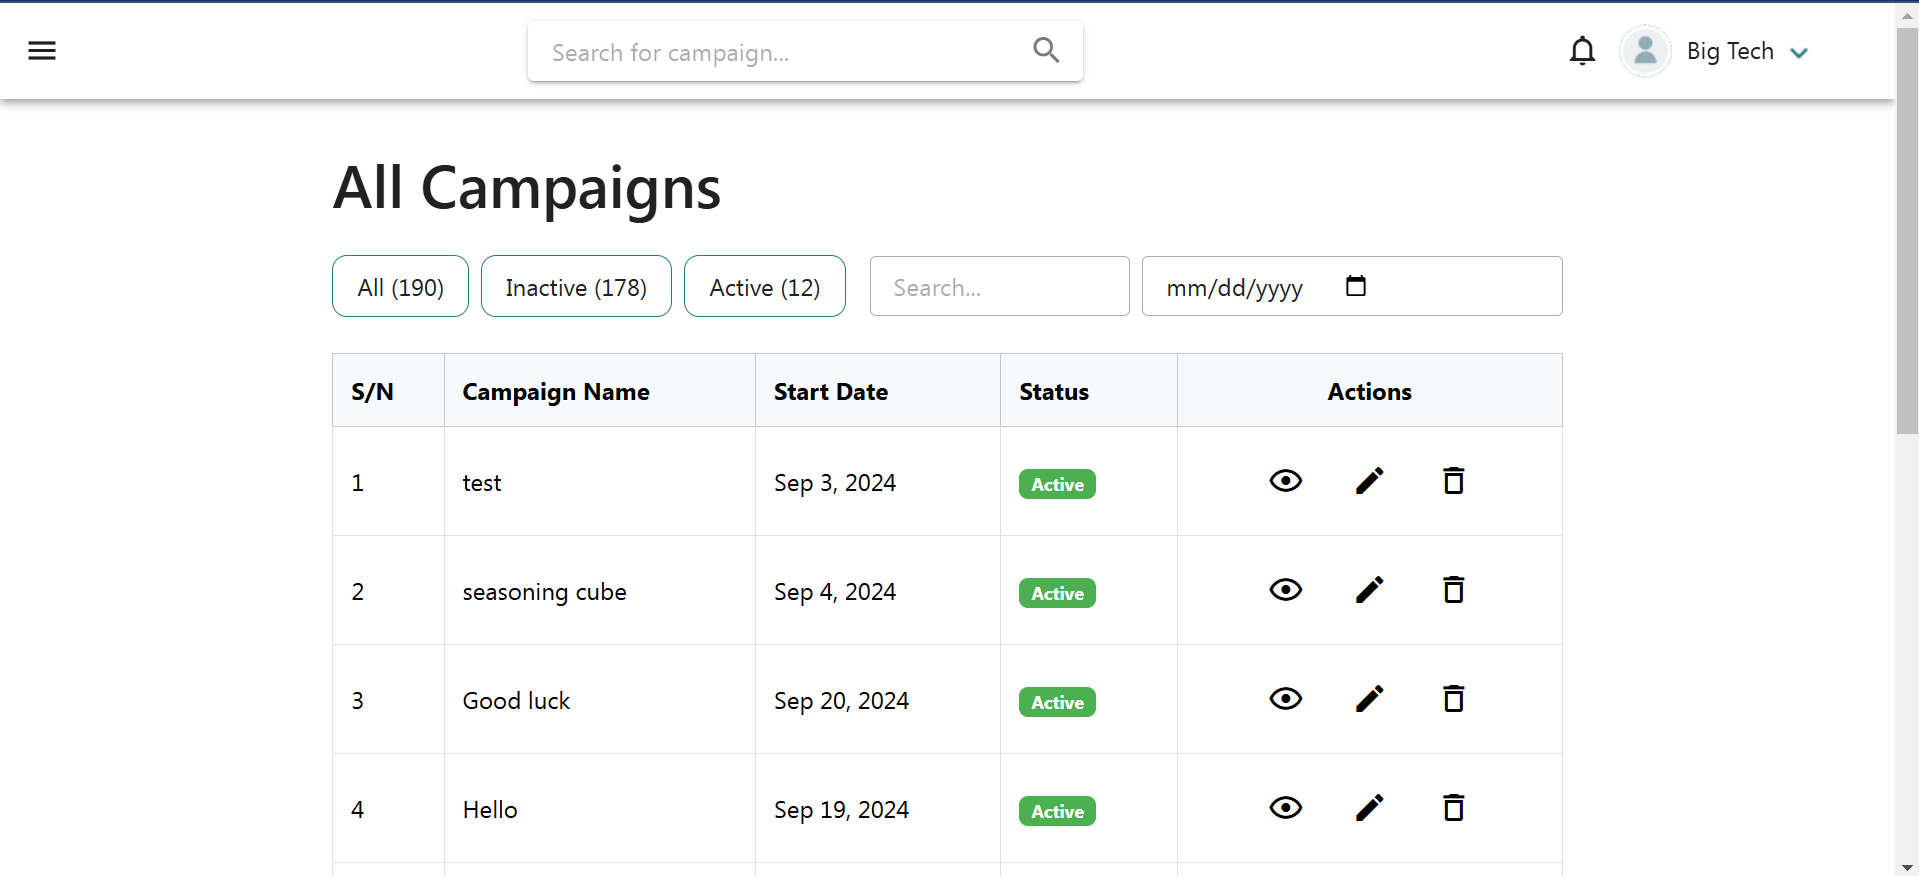 Search for campaign...
Big Tech
All Campaigns
All (190) Inactive (178) Active (12) Search... mm/dd/yyyy
S/N Campaign Name Start Date Status Actions
1 test Sep 3, 2024 Active
2 seasoning cube Sep 4, 2024 Active
3 Good luck Sep 20, 2024 Active
4 Hello Sep 19, 2024 Active